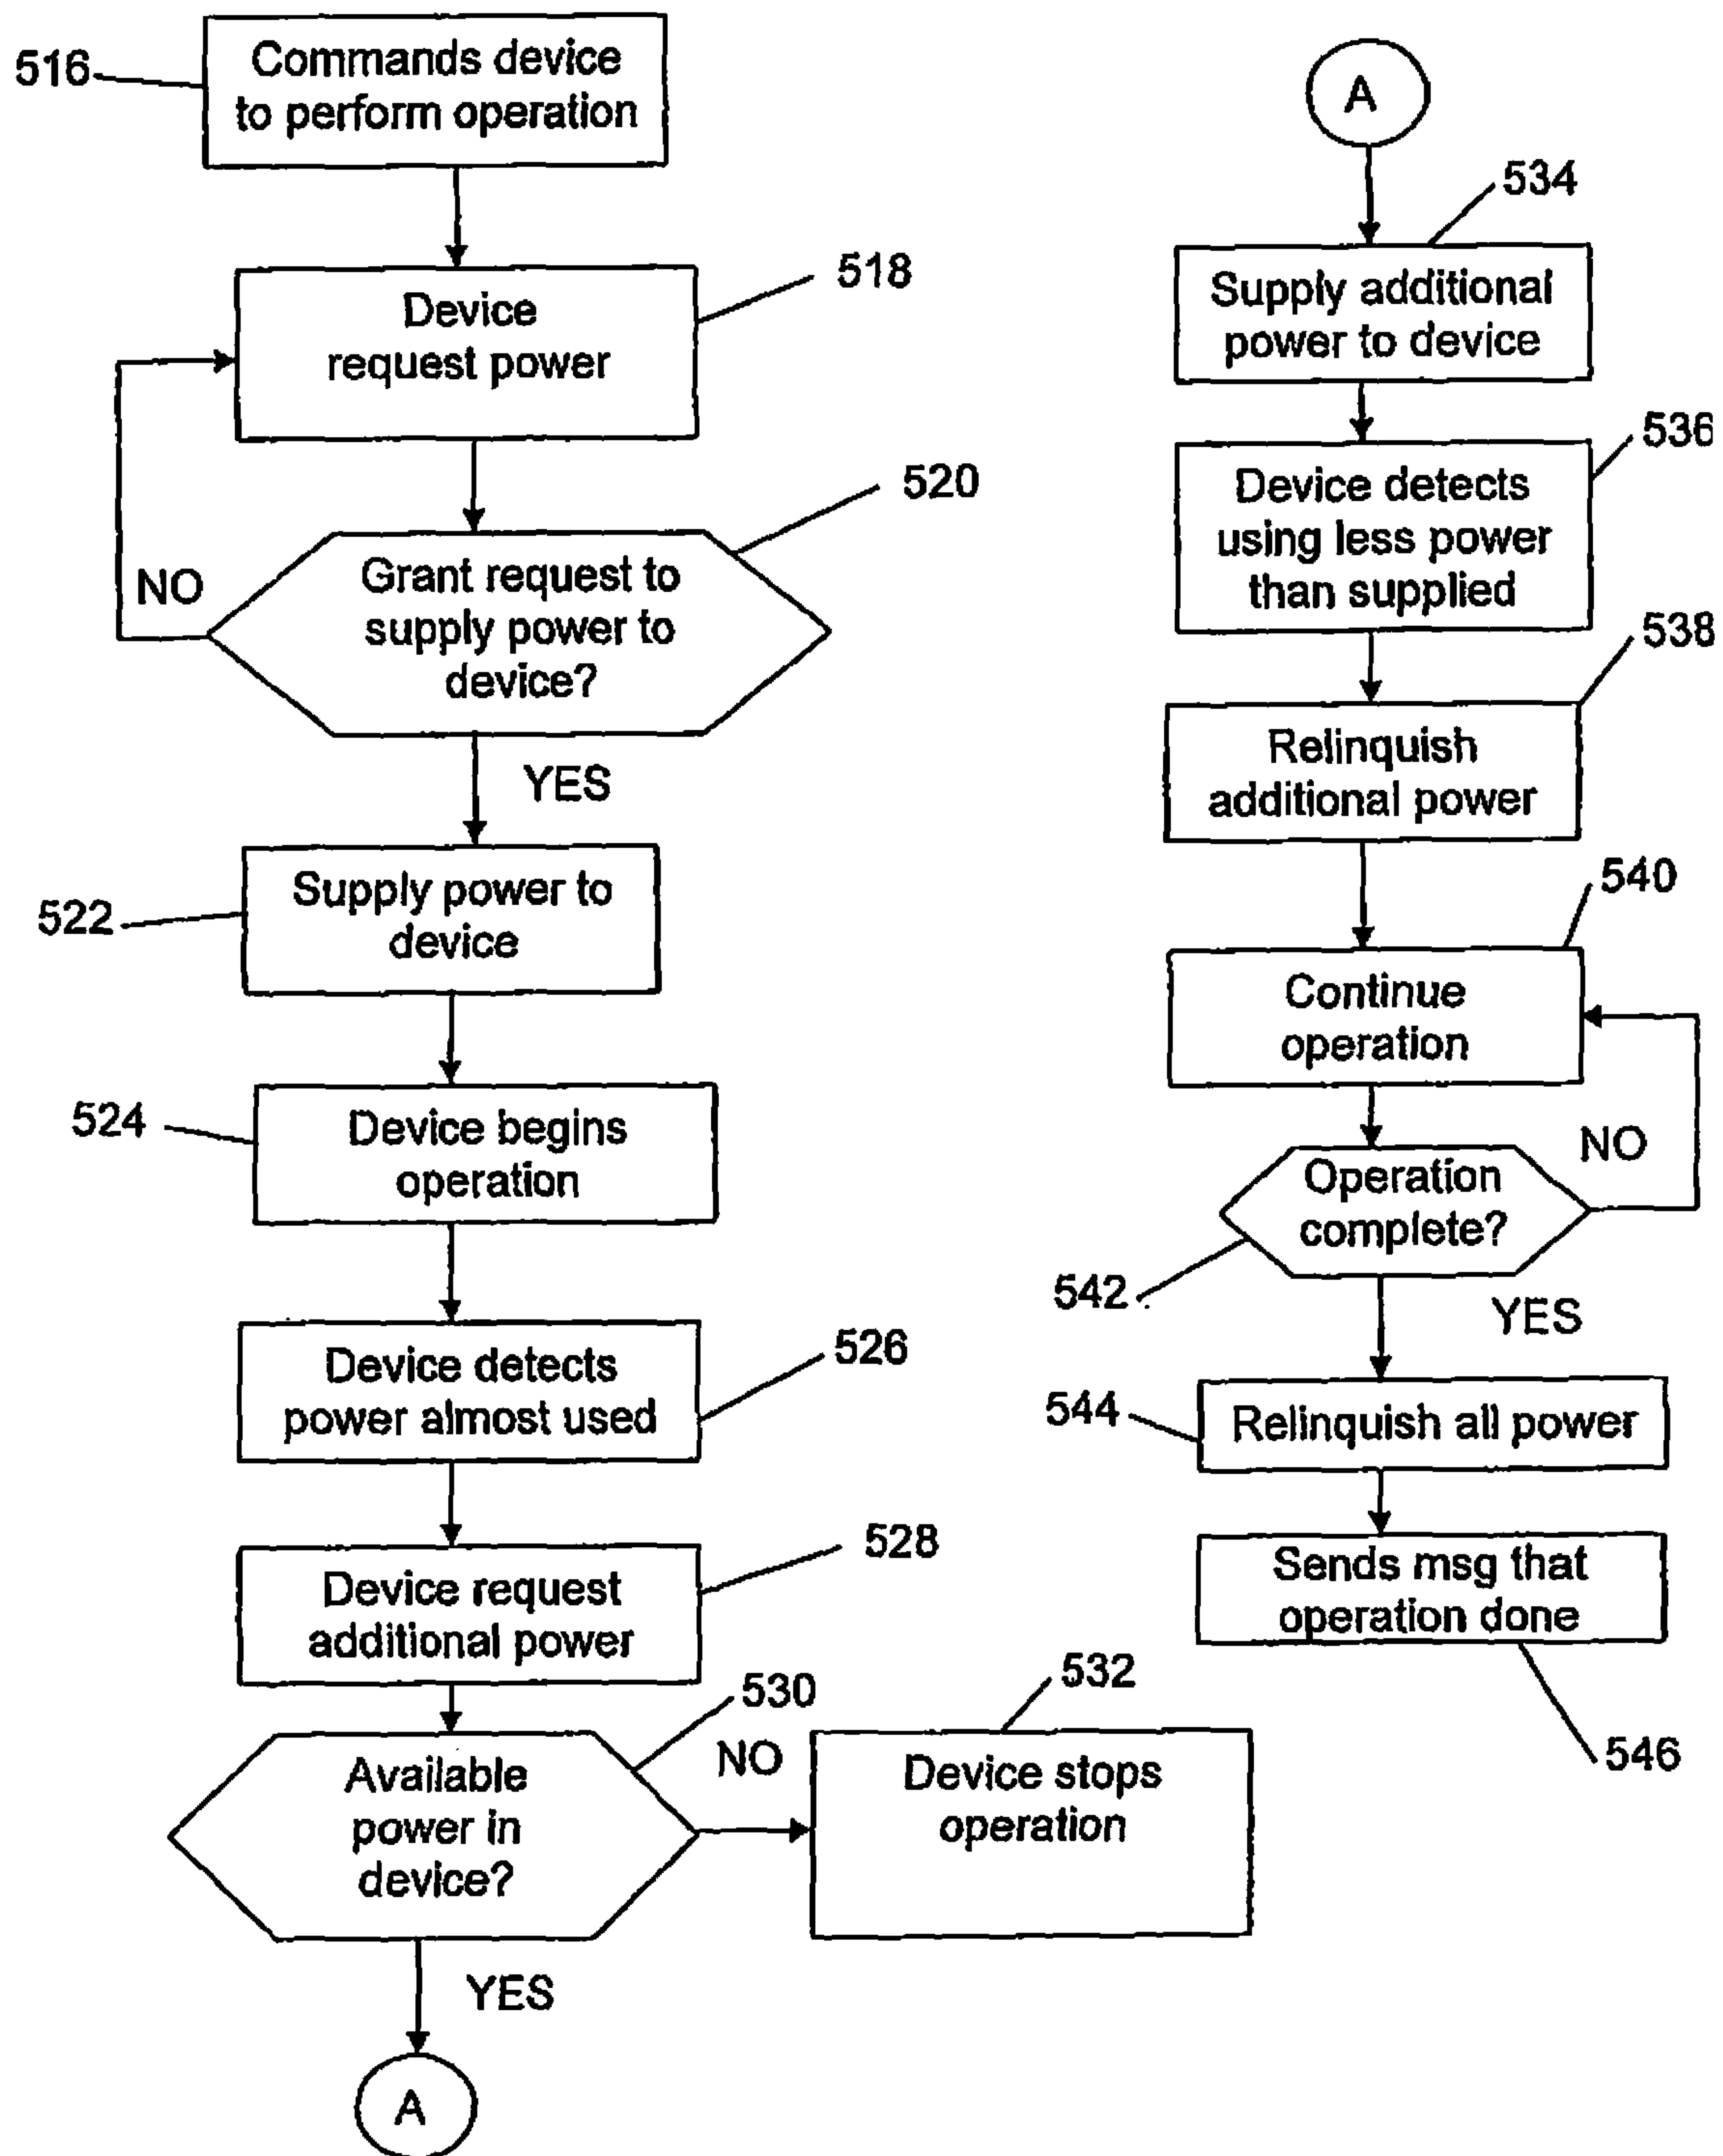 516
Commands device
to perform operation
518
Device
request power
520
NO
Grant request to
supply power to
device?
YES
522
Supply power to
device
524
Device begins
operation
526
Device detects
power almost used
528
Device request
additional power
530
Available
power in
device?
NO
532
Device stops
operation
YES
A
A
534
Supply additional
power to device
536
Device detects
using less power
than supplied
538
Relinquish
additional power
540
Continue
operation
NO
Operation
complete?
542
YES
544
Relinquish all power
Sends msg that
operation done
546